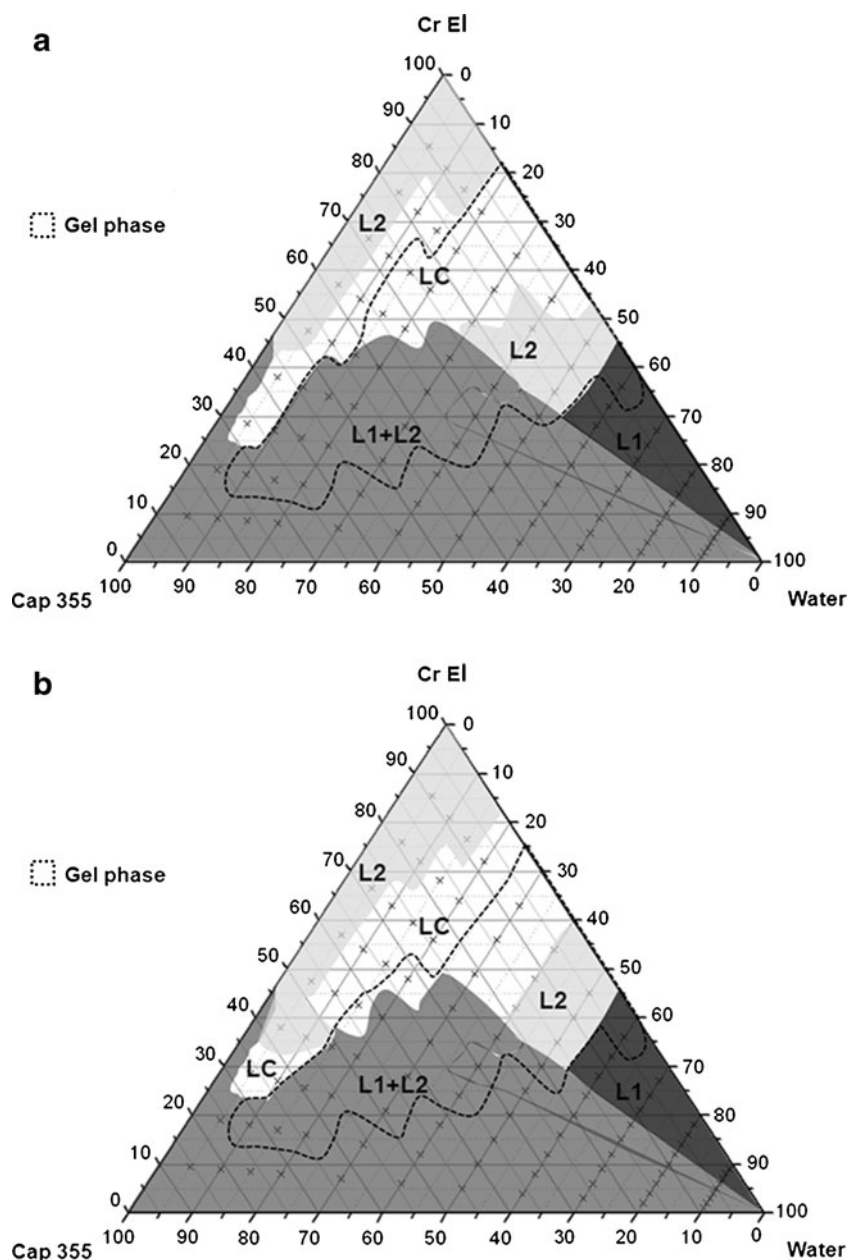 a
Cr El
100 0
90 10
80 20
70 L2 30
Gel phase
60 LC 40
50 50
40 L2 60
30 L1+L2 L1 70
20 80
10 90
0 100
100 90 80 70 60 50 40 30 20 10 0
Cap 355 Water
b
Cr El
100 0
90 10
80 20
70 L2 30
Gel phase
60 LC 40
50 50
40 L2 60
30 LC L1+L2 L1 70
20 80
10 90
0 100
100 90 80 70 60 50 40 30 20 10 0
Cap 355 Water